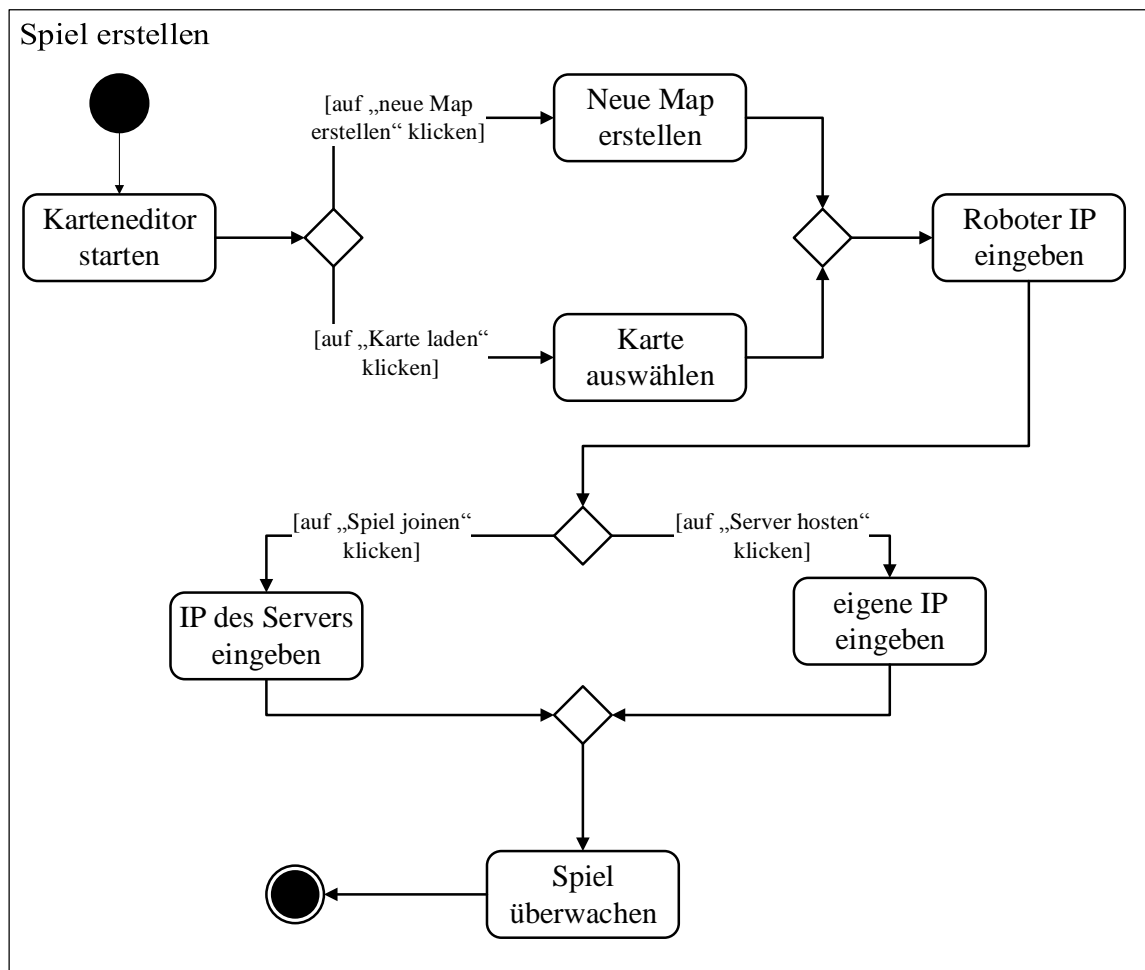 Spiel erstellen
[auf „neue Map
erstellen“ klicken]
Neue Map
erstellen
Karteneditor
starten
Roboter IP
eingeben
[auf „Karte laden“
klicken]
Karte
auswählen
[auf „Spiel joinen“
klicken]
[auf „Server hosten“
klicken]
IP des Servers
eingeben
eigene IP
eingeben
Spiel
überwachen